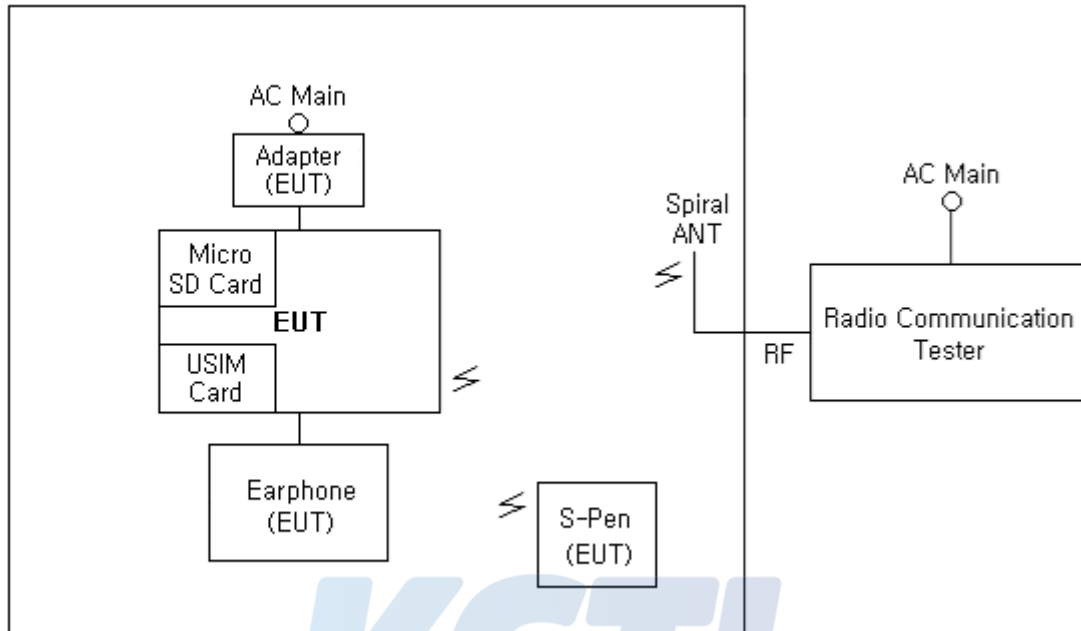 AC Main
Adapter
(EUT)
Micro
SD Card
EUT
USIM
Card
Earphone
(EUT)
S-Pen
(EUT)
Spiral
ANT
RF
AC Main
Radio Communication
Tester
KCTL